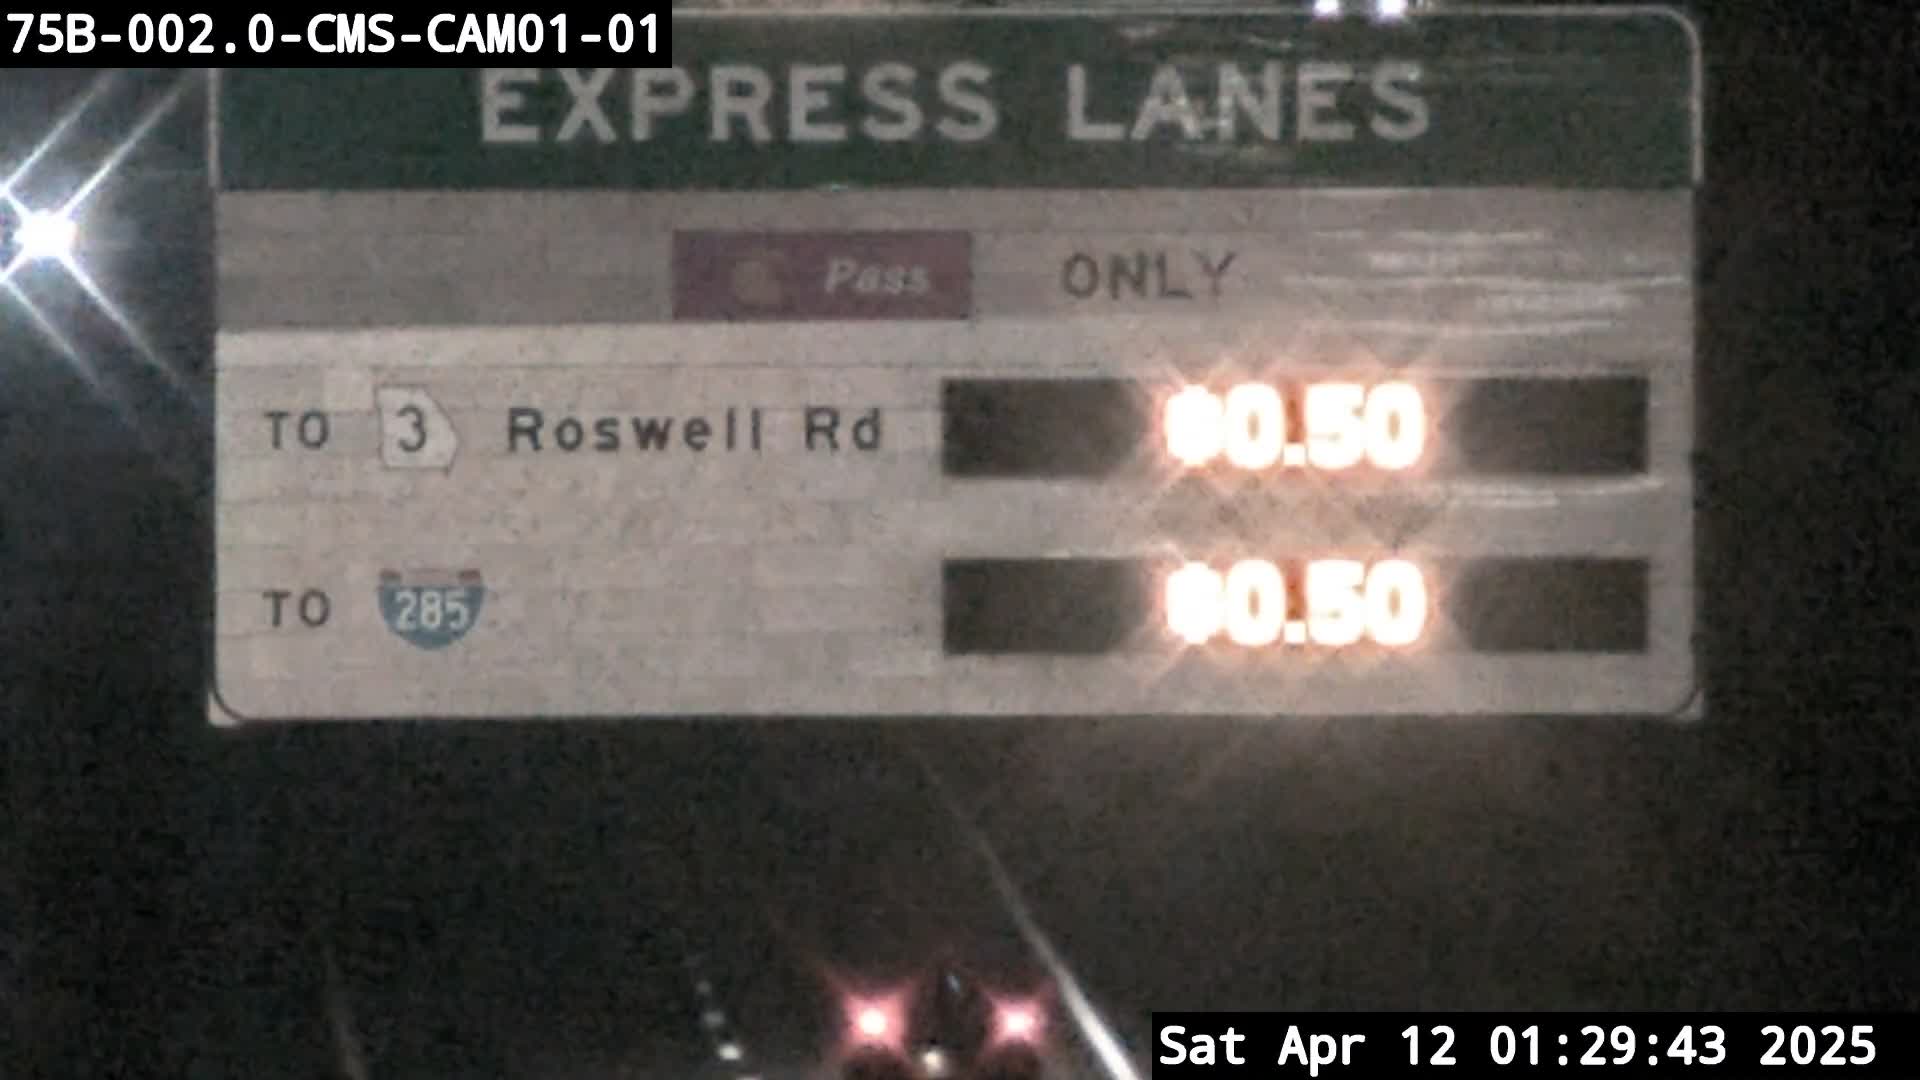 75B-002.0-CMS-CAM01-01
EXPRESS LANES
Pass ONLY
TO 3 Roswell Rd $0.50
TO 285 $0.50
Sat Apr 12 01:29:43 2025